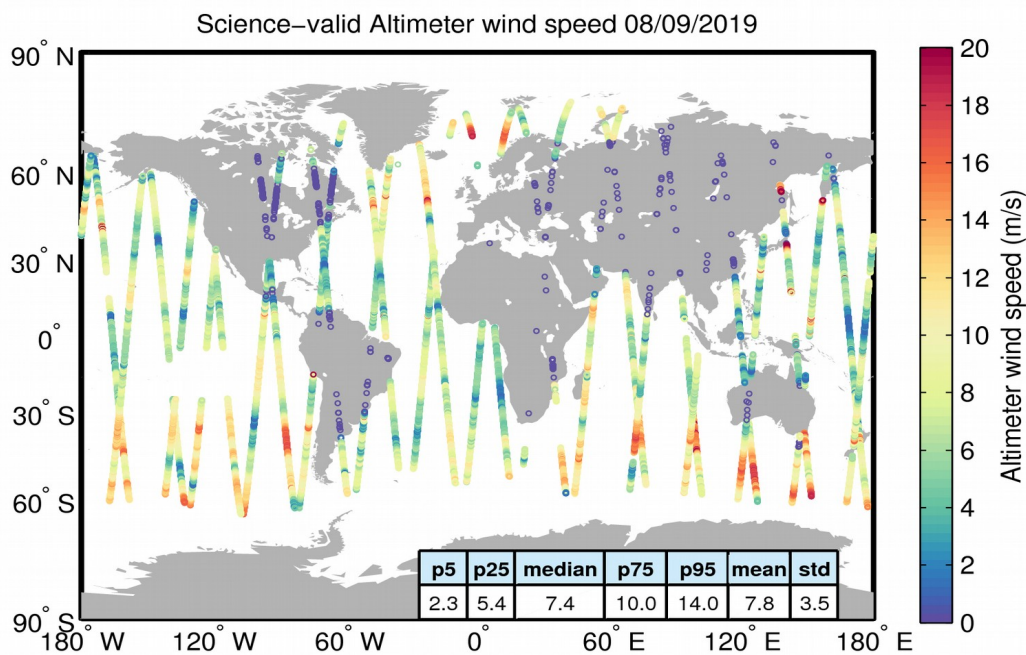 Science−valid Altimeter wind speed 08/09/2019
90° N
60° N
30° N
0°
30° S
60° S
90° S
180° W
120° W
60° W
0°
60° E
120° E
180° E
p5 p25 median p75 p95 mean std
2.3 5.4 7.4 10.0 14.0 7.8 3.5
20
18
16
14
12
10
8
6
4
2
0
Altimeter wind speed (m/s)